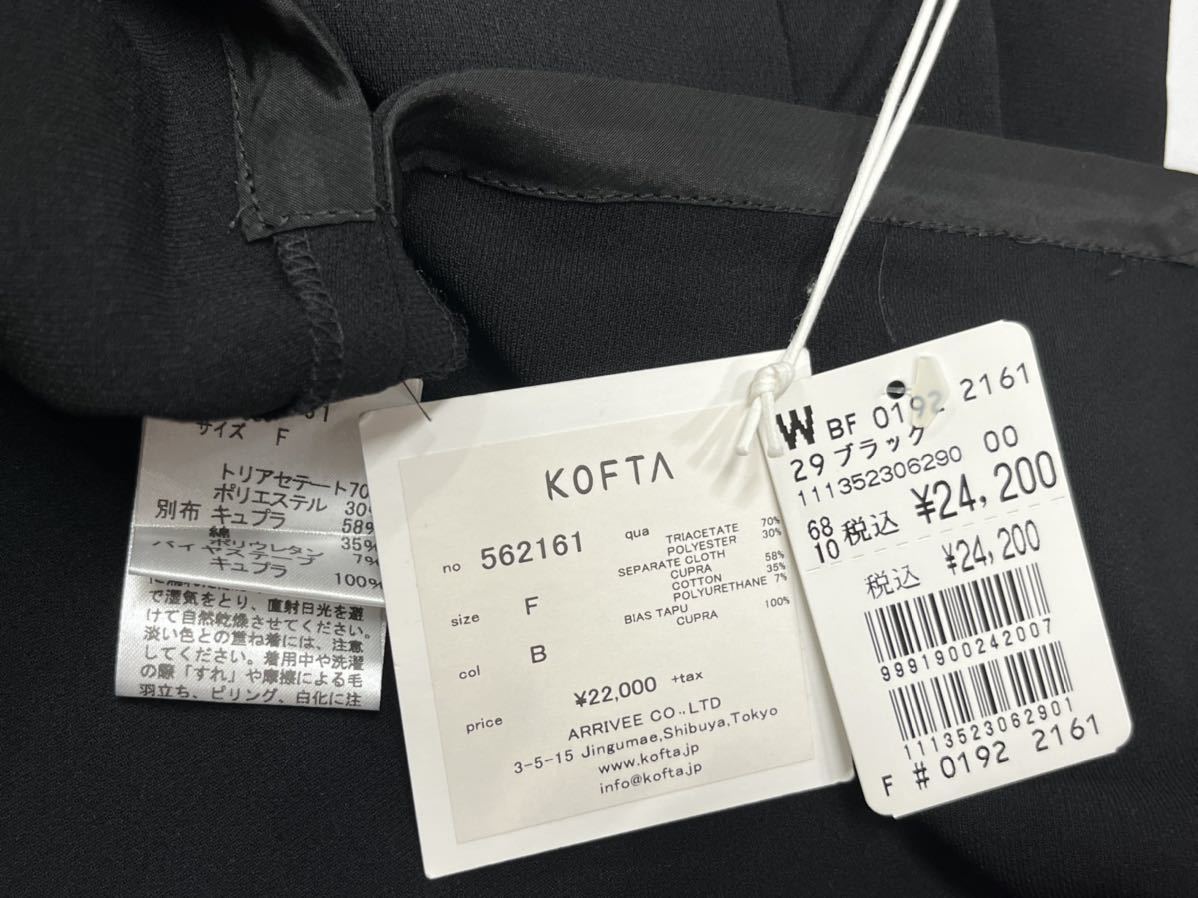 サイズ F
トリアセテート70
ポリエステル 30%
別布 キュプラ 58%
綿 35%
ポリウレタン 7%
バイヤステープ
キュプラ 100%
で湿気をとり、直射日光を避
けて自然乾燥させてください。
淡い色との重ね着には、注意
してください。着用中や洗濯
の際「すれ」や摩擦による毛
羽立ち、ピリング、白化に注
KOFTA
no 562161
qua TRIACETATE 70%
POLYESTER 30%
SEPARATE CLOTH
CUPRA 58%
COTTON 35%
POLYURETHANE 7%
BIAS TAPU
CUPRA 100%
size F
col B
price ¥22,000 +tax
ARRIVEE CO.,LTD
3-5-15 Jingumae,Shibuya,Tokyo
www.kofta.jp
info@kofta.jp
W BF 0192 2161
29ブラック
111352306290 00
68
10 税込 ¥24,200
税込 ¥24,200
9991900242007
1113523062901
F #0192 2161